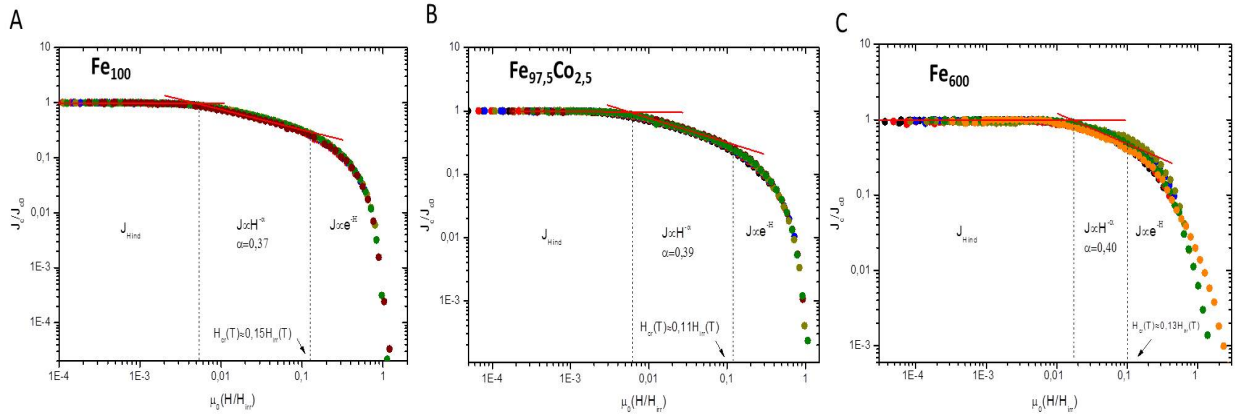 A
Fe100
10
1
0,1
0,01
1E-3
1E-4
Jc/Jc0
JHind
J∝H-α
α=0,37
J∝e-H
Hcr(T)≈0,15Hirr(T)
1E-4 1E-3 0,01 0,1 1
μ0(H/Hirr)
B
Fe97,5Co2,5
10
1
0,1
0,01
1E-3
Jc/Jc0
JHind
J∝H-α
α=0,39
J∝e-H
Hcr(T)≈0,11Hirr(T)
1E-4 1E-3 0,01 0,1 1
μ0(H/Hirr)
C
Fe600
10
1
0,1
0,01
1E-3
Jc/Jc0
JHind
J∝H-α
α=0,40
J∝e-H
Hcr(T)≈0,13Hirr(T)
1E-4 1E-3 0,01 0,1 1
μ0(H/Hirr)